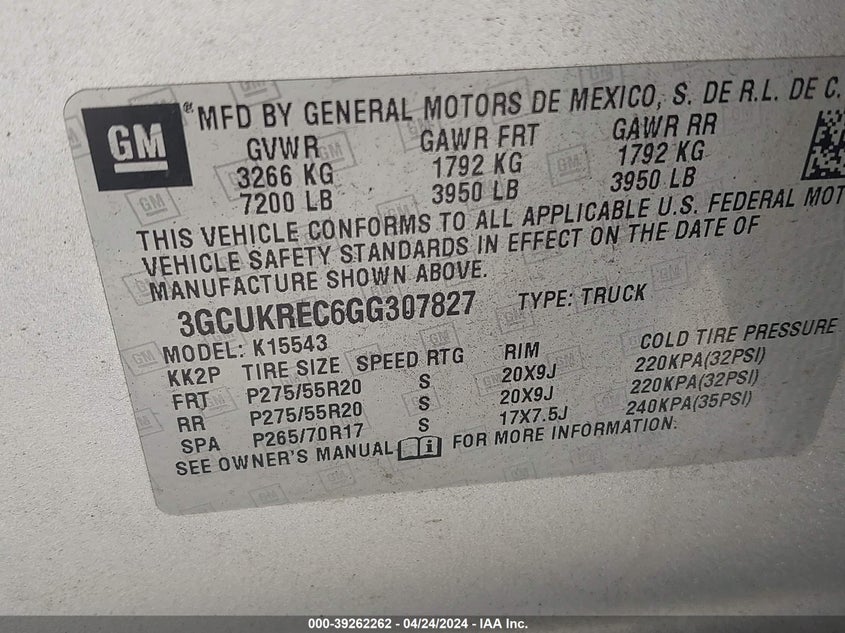 GM
®MFD BY GENERAL MOTORS DE MEXICO, S. DE R.L. DE C.
GVWR GAWR FRT GAWR RR
3266 KG 1792 KG 1792 KG
7200 LB 3950 LB 3950 LB
THIS VEHICLE CONFORMS TO ALL APPLICABLE U.S. FEDERAL MOT
VEHICLE SAFETY STANDARDS IN EFFECT ON THE DATE OF
MANUFACTURE SHOWN ABOVE.
3GCUKREC6GG307827 TYPE: TRUCK
MODEL: K15543
KK2P TIRE SIZE SPEED RTG RIM COLD TIRE PRESSURE
FRT P275/55R20 S 20X9J 220KPA(32PSI)
RR P275/55R20 S 20X9J 220KPA(32PSI)
SPA P265/70R17 S 17X7.5J 240KPA(35PSI)
SEE OWNER'S MANUAL FOR MORE INFORMATION.
000-39262262 / 04/24/2024 - IAA Inc.